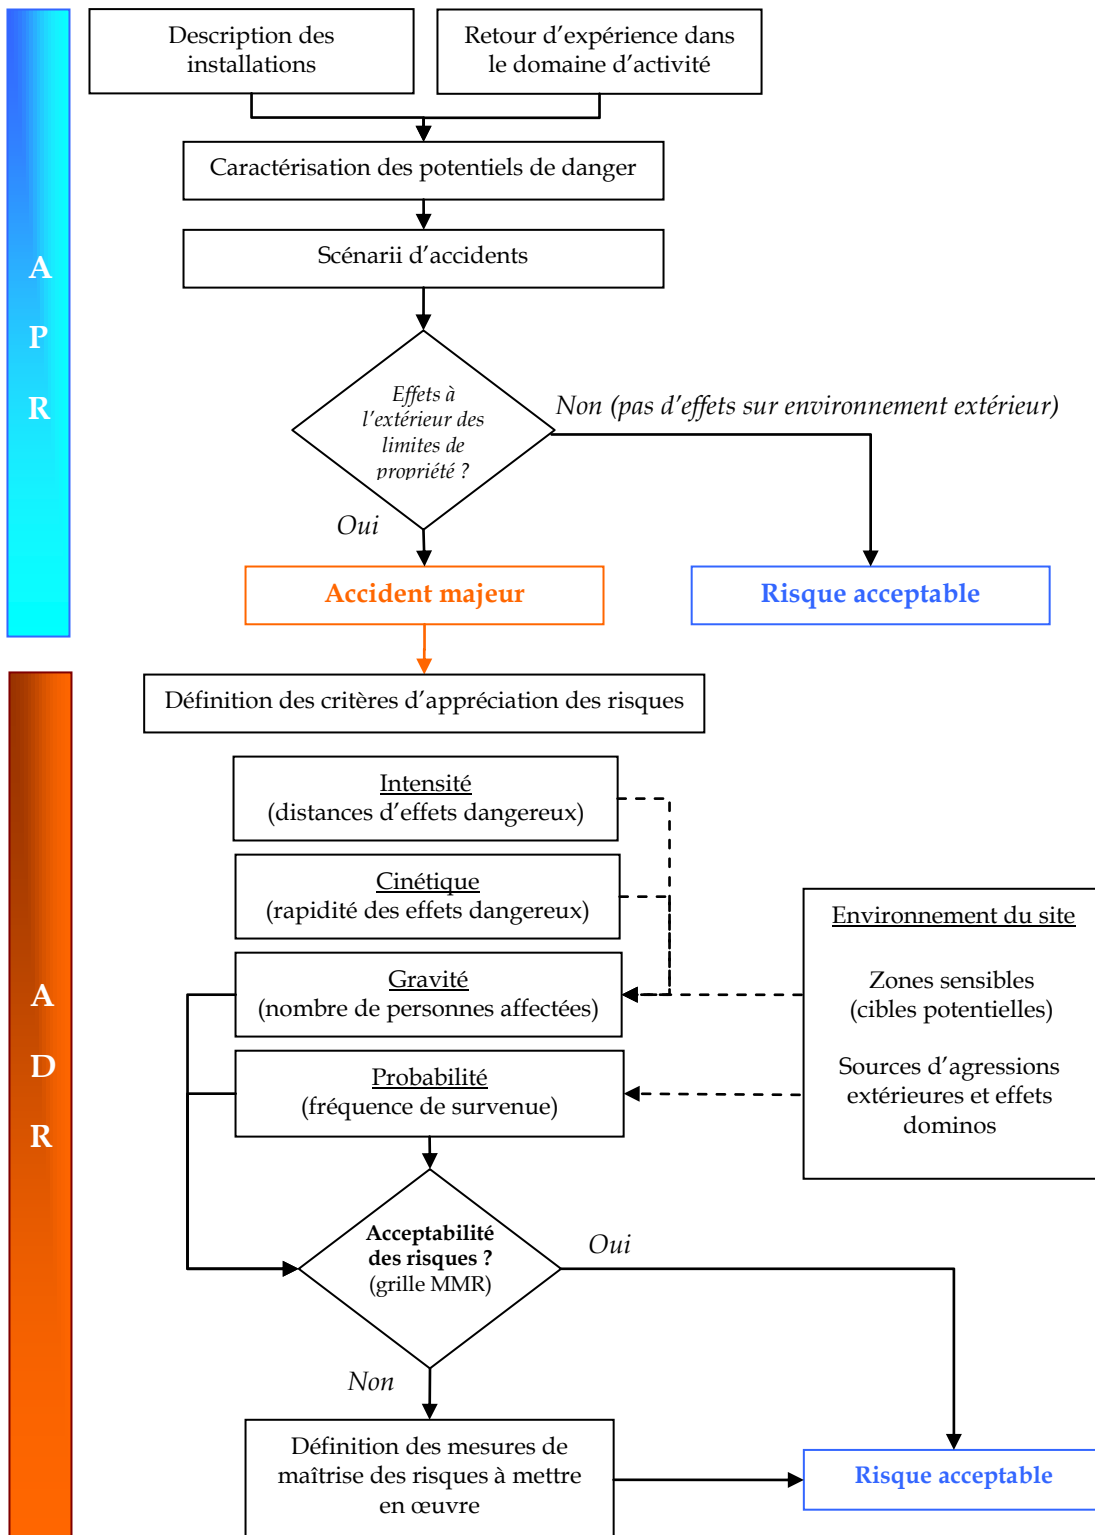 Description des
installations
Retour d’expérience dans
le domaine d’activité
Caractérisation des potentiels de danger
Scénarii d’accidents
A
P
R
Effets à
l’extérieur des
limites de
propriété ?
Non (pas d’effets sur environnement extérieur)
Oui
Accident majeur
Risque acceptable
Définition des critères d’appréciation des risques
Intensité
(distances d’effets dangereux)
Cinétique
(rapidité des effets dangereux)
Gravité
(nombre de personnes affectées)
Probabilité
(fréquence de survenue)
Environnement du site
Zones sensibles
(cibles potentielles)
Sources d’agressions
extérieures et effets
dominos
A
D
R
Acceptabilité
des risques ?
(grille MMR)
Oui
Non
Définition des mesures de
maîtrise des risques à mettre
en œuvre
Risque acceptable